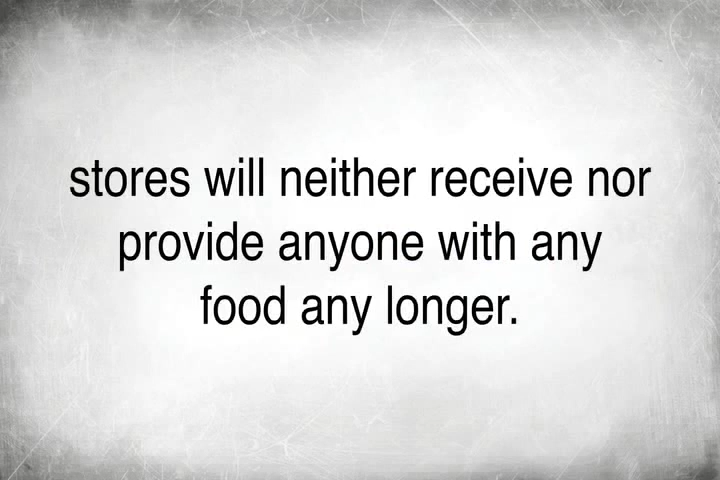 stores will neither receive nor
provide anyone with any
food any longer.